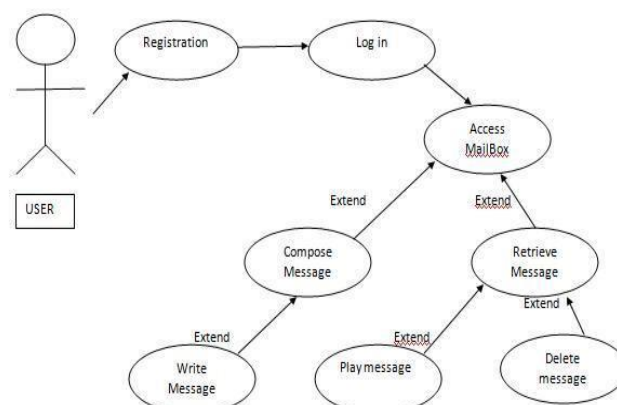 Registration
Log in
Access
MailBox
Extend
Extend
USER
Compose
Message
Retrieve
Message
Extend
Extend
Extend
Write
Message
Play message
Delete
message